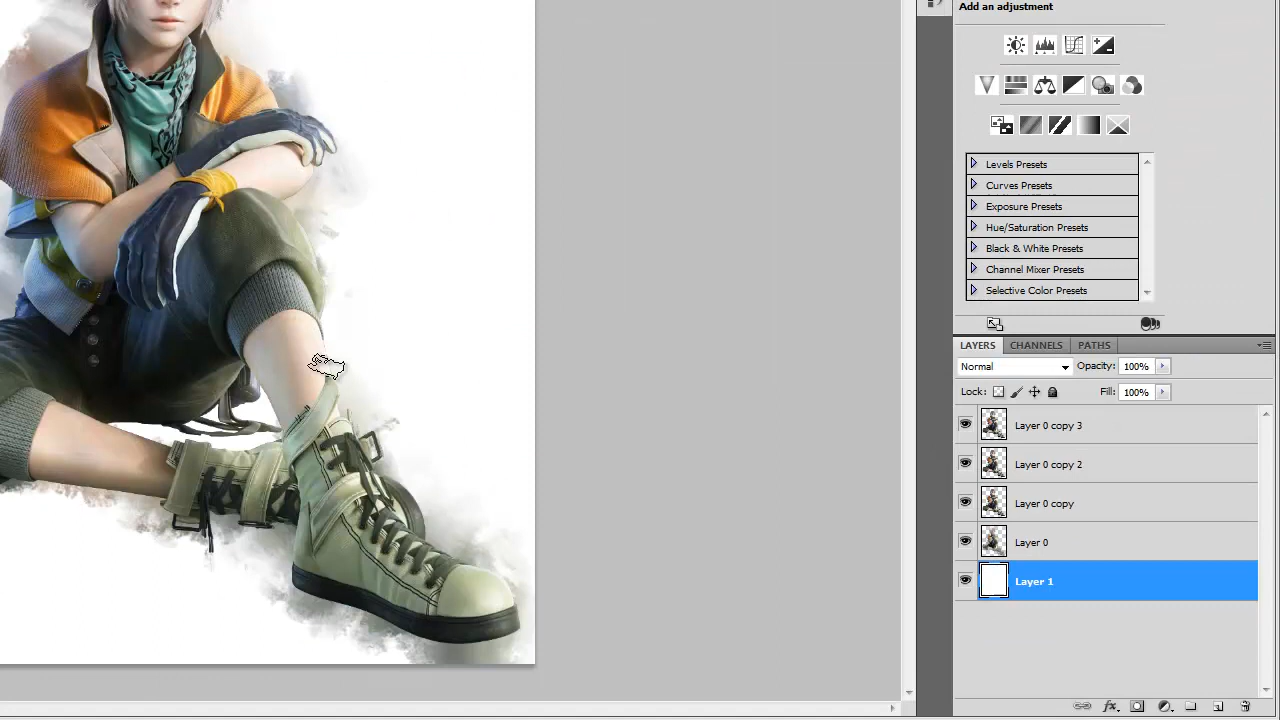 Add an adjustment
Levels Presets
Curves Presets
Exposure Presets
Hue/Saturation Presets
Black & White Presets
Channel Mixer Presets
Selective Color Presets
LAYERS CHANNELS PATHS
Normal Opacity: 100%
Lock: Fill: 100%
Layer 0 copy 3
Layer 0 copy 2
Layer 0 copy
Layer 0
Layer 1